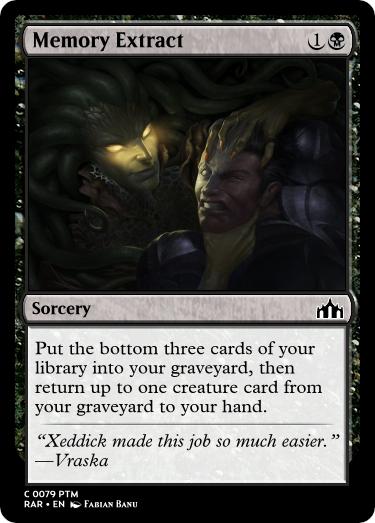 Memory Extract 1
Sorcery
Put the bottom three cards of your
library into your graveyard, then
return up to one creature card from
your graveyard to your hand.
“Xeddick made this job so much easier.”
—Vraska
C 0079 PTM
RAR • EN Fabian Banu